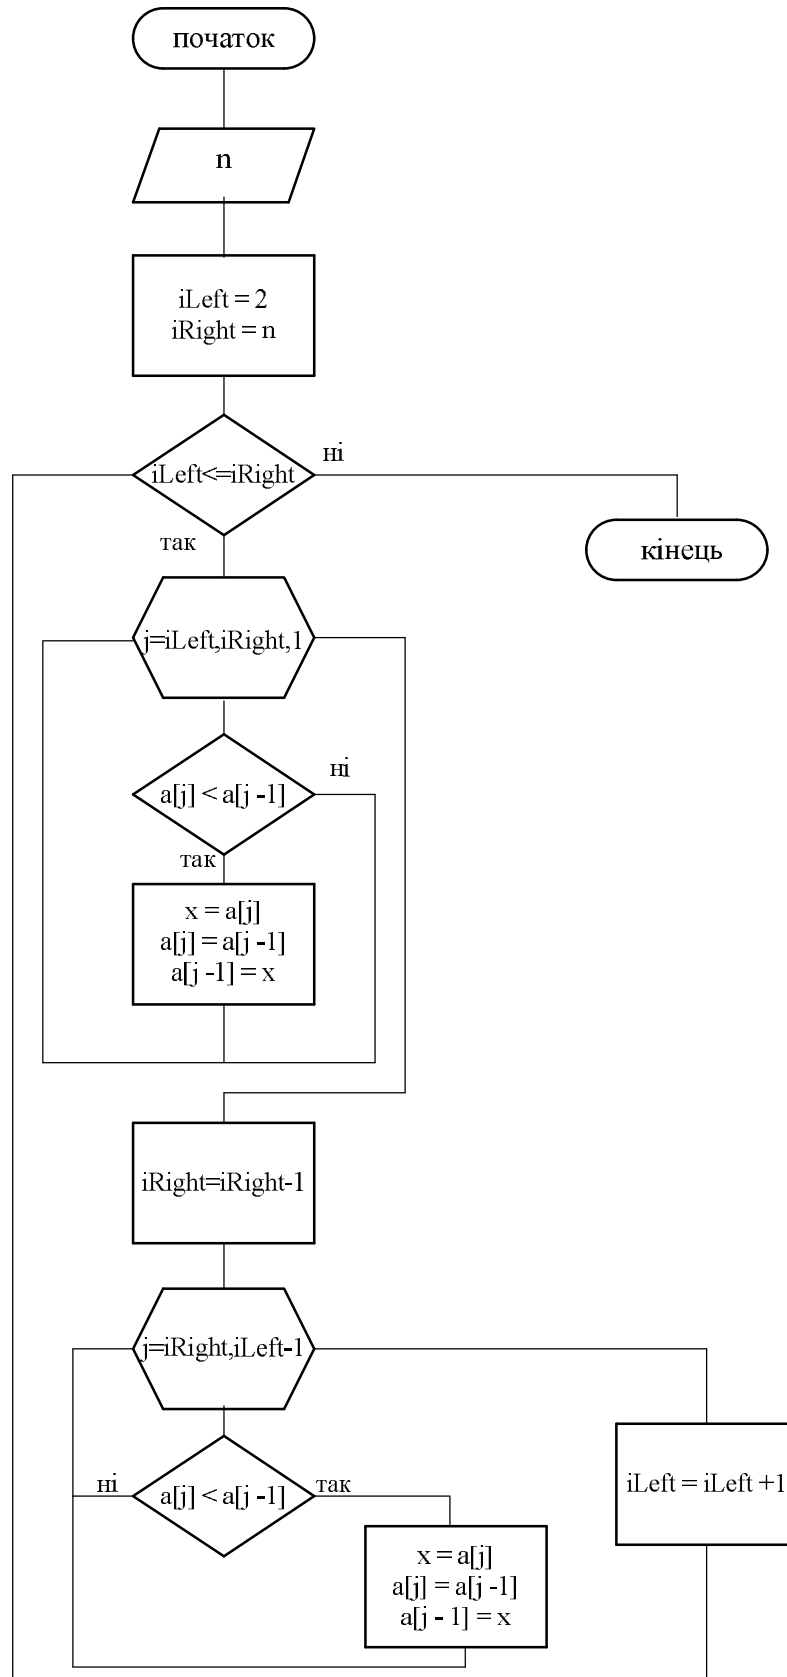 початок
n
iLeft = 2
iRight = n
iLeft<=iRight
ні
так
кінець
j=iLeft,iRight,1
a[j] < a[j -1]
ні
так
x = a[j]
a[j] = a[j -1]
a[j -1] = x
iRight=iRight-1
j=iRight,iLeft-1
a[j] < a[j -1]
ні
так
iLeft = iLeft +1
x = a[j]
a[j] = a[j -1]
a[j - 1] = x